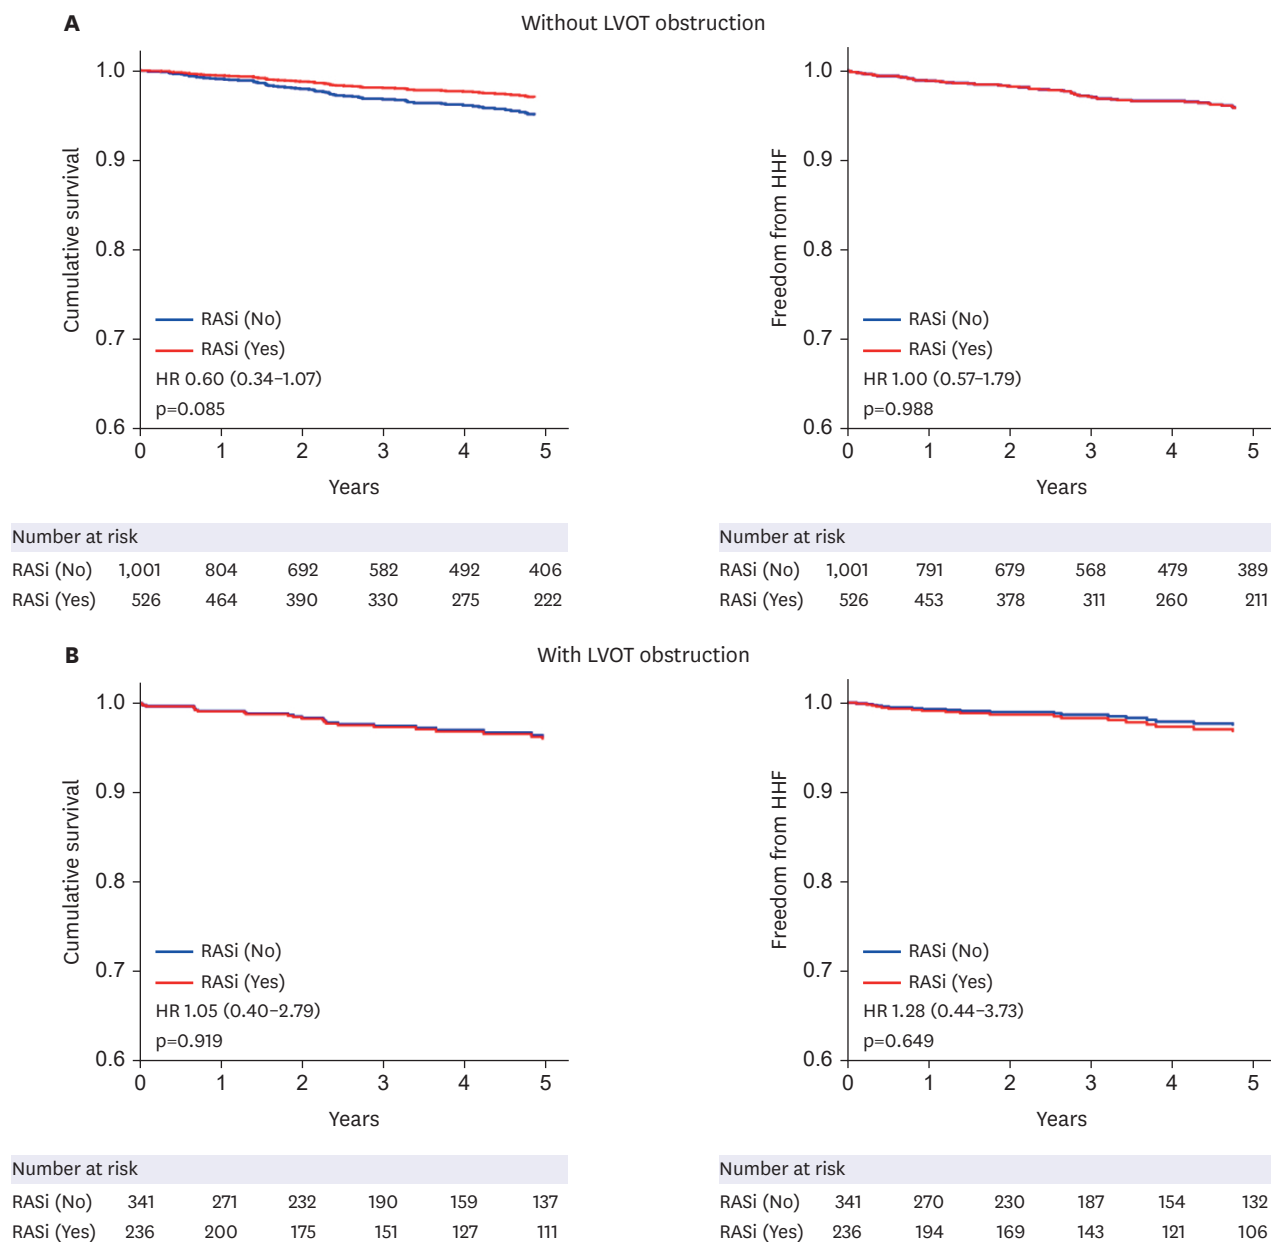 A Without LVOT obstruction
Cumulative survival
1.0
0.9
0.8
0.7
0.6
RASi (No)
RASi (Yes)
HR 0.60 (0.34–1.07)
p=0.085
0 1 2 3 4 5
Years
Number at risk
RASi (No) 1,001 804 692 582 492 406
RASi (Yes) 526 464 390 330 275 222
Freedom from HHF
1.0
0.9
0.8
0.7
0.6
RASi (No)
RASi (Yes)
HR 1.00 (0.57–1.79)
p=0.988
0 1 2 3 4 5
Years
Number at risk
RASi (No) 1,001 791 679 568 479 389
RASi (Yes) 526 453 378 311 260 211
B With LVOT obstruction
Cumulative survival
1.0
0.9
0.8
0.7
0.6
RASi (No)
RASi (Yes)
HR 1.05 (0.40–2.79)
p=0.919
0 1 2 3 4 5
Years
Number at risk
RASi (No) 341 271 232 190 159 137
RASi (Yes) 236 200 175 151 127 111
Freedom from HHF
1.0
0.9
0.8
0.7
0.6
RASi (No)
RASi (Yes)
HR 1.28 (0.44–3.73)
p=0.649
0 1 2 3 4 5
Years
Number at risk
RASi (No) 341 270 230 187 154 132
RASi (Yes) 236 194 169 143 121 106